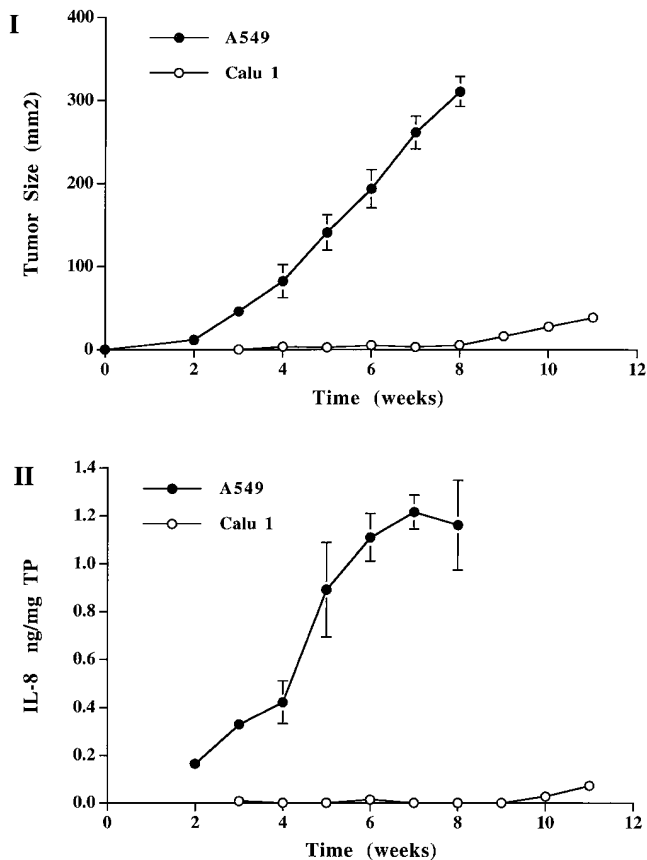 I
A549
Calu 1
400
300
200
100
0
Tumor Size (mm2)
0 2 4 6 8 10 12
Time (weeks)
II
A549
Calu 1
1.4
1.2
1.0
0.8
0.6
0.4
0.2
0.0
IL-8 ng/mg TP
0 2 4 6 8 10 12
Time (weeks)